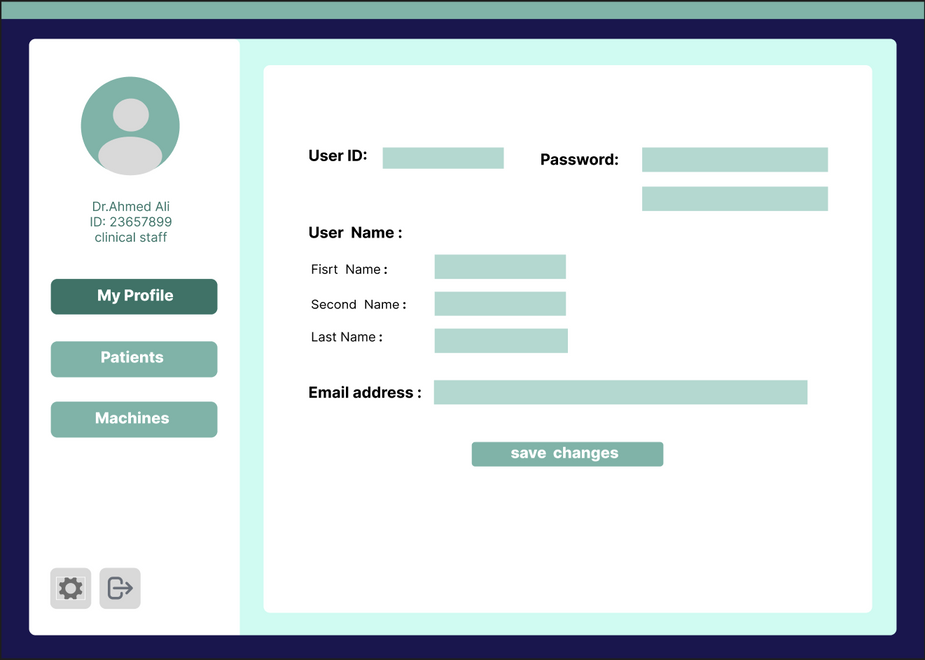 Dr.Ahmed Ali
ID: 23657899
clinical staff
My Profile
Patients
Machines
User ID:
Password:
User Name :
Fisrt Name :
Second Name :
Last Name :
Email address :
save changes